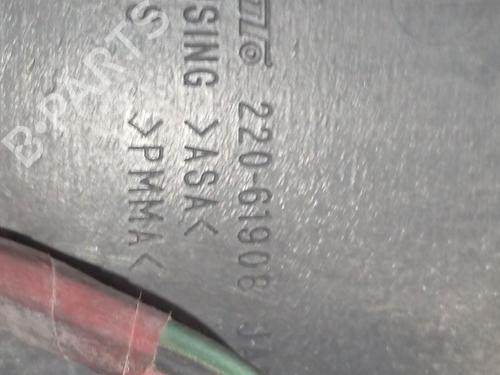 220-61908
SING >ASA<
S >PMMA<
B-PARTS